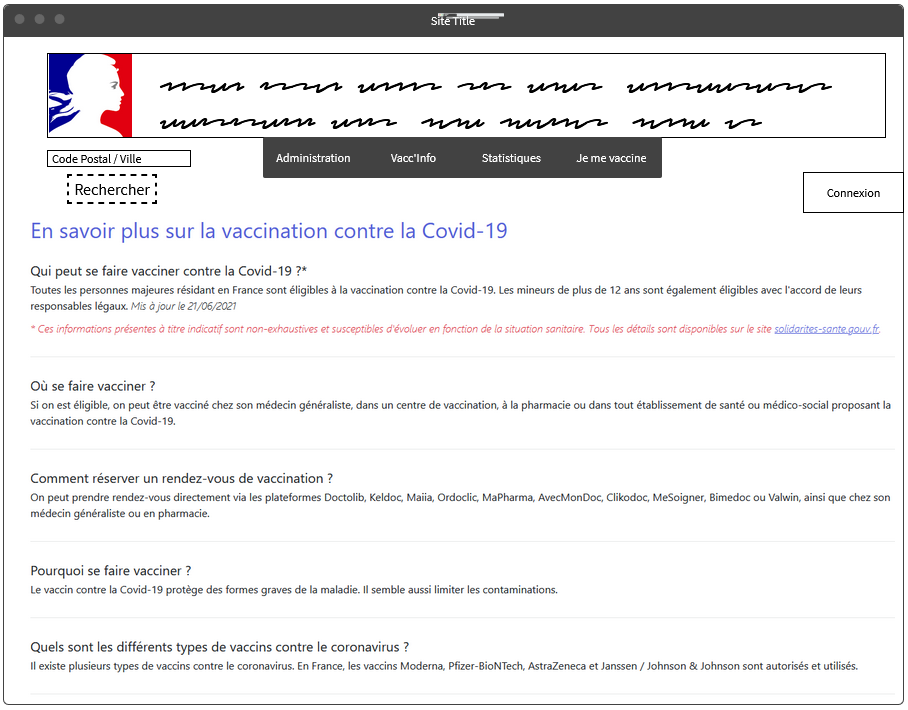 Site Title
Code Postal / Ville
Administration
Vacc'Info
Statistiques
Je me vaccine
Rechercher
Connexion
En savoir plus sur la vaccination contre la Covid-19
Qui peut se faire vacciner contre la Covid-19 ?*
Toutes les personnes majeures résidant en France sont éligibles à la vaccination contre la Covid-19. Les mineurs de plus de 12 ans sont également éligibles avec l'accord de leurs
responsables légaux. Mis à jour le 21/06/2021
* Ces informations présentes à titre indicatif sont non-exhaustives et susceptibles d'évoluer en fonction de la situation sanitaire. Tous les détails sont disponibles sur le site solidarites-sante.gouv.fr.
Où se faire vacciner ?
Si on est éligible, on peut être vacciné chez son médecin généraliste, dans un centre de vaccination, à la pharmacie ou dans tout établissement de santé ou médico-social proposant la
vaccination contre la Covid-19.
Comment réserver un rendez-vous de vaccination ?
On peut prendre rendez-vous directement via les plateformes Doctolib, Keldoc, Maiia, Ordoclic, MaPharma, AvecMonDoc, Clikodoc, MeSoigner, Bimedoc ou Valwin, ainsi que chez son
médecin généraliste ou en pharmacie.
Pourquoi se faire vacciner ?
Le vaccin contre la Covid-19 protège des formes graves de la maladie. Il semble aussi limiter les contaminations.
Quels sont les différents types de vaccins contre le coronavirus ?
Il existe plusieurs types de vaccins contre le coronavirus. En France, les vaccins Moderna, Pfizer-BioNTech, AstraZeneca et Janssen / Johnson & Johnson sont autorisés et utilisés.